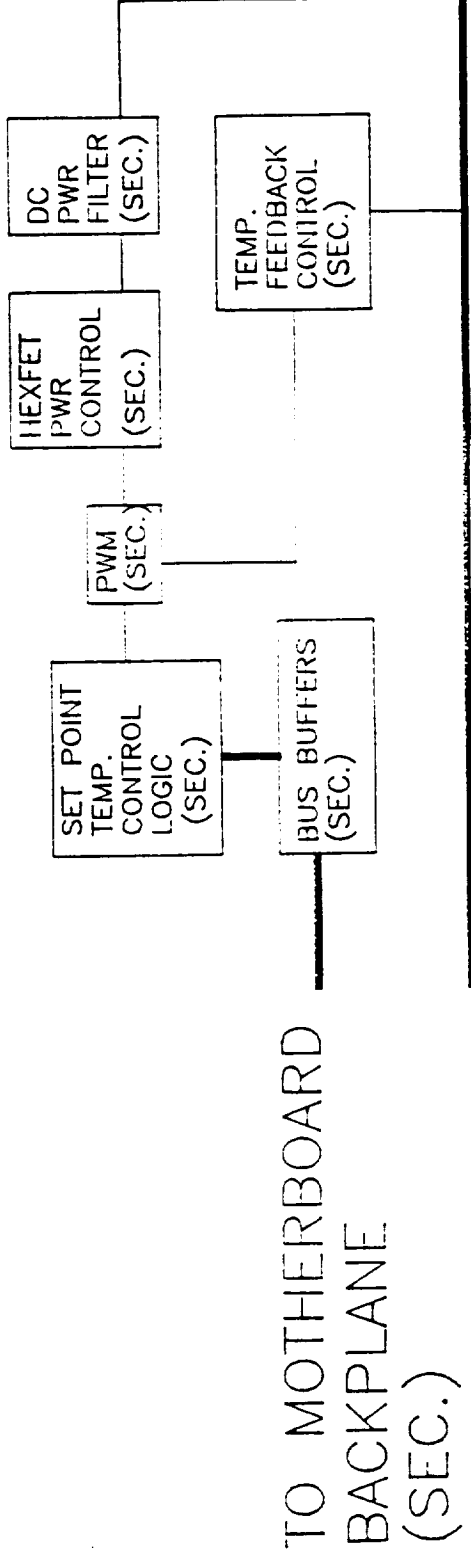 TO MOTHERBOARD
BACKPLANE
(SEC.)
SET POINT
TEMP.
CONTROL
LOGIC
(SEC.)
BUS BUFFERS
(SEC.)
PWM
(SEC.)
HEXFET
PWR
CONTROL
(SEC.)
DC
PWR
FILTER
(SEC.)
TEMP.
FEEDBACK
CONTROL
(SEC.)